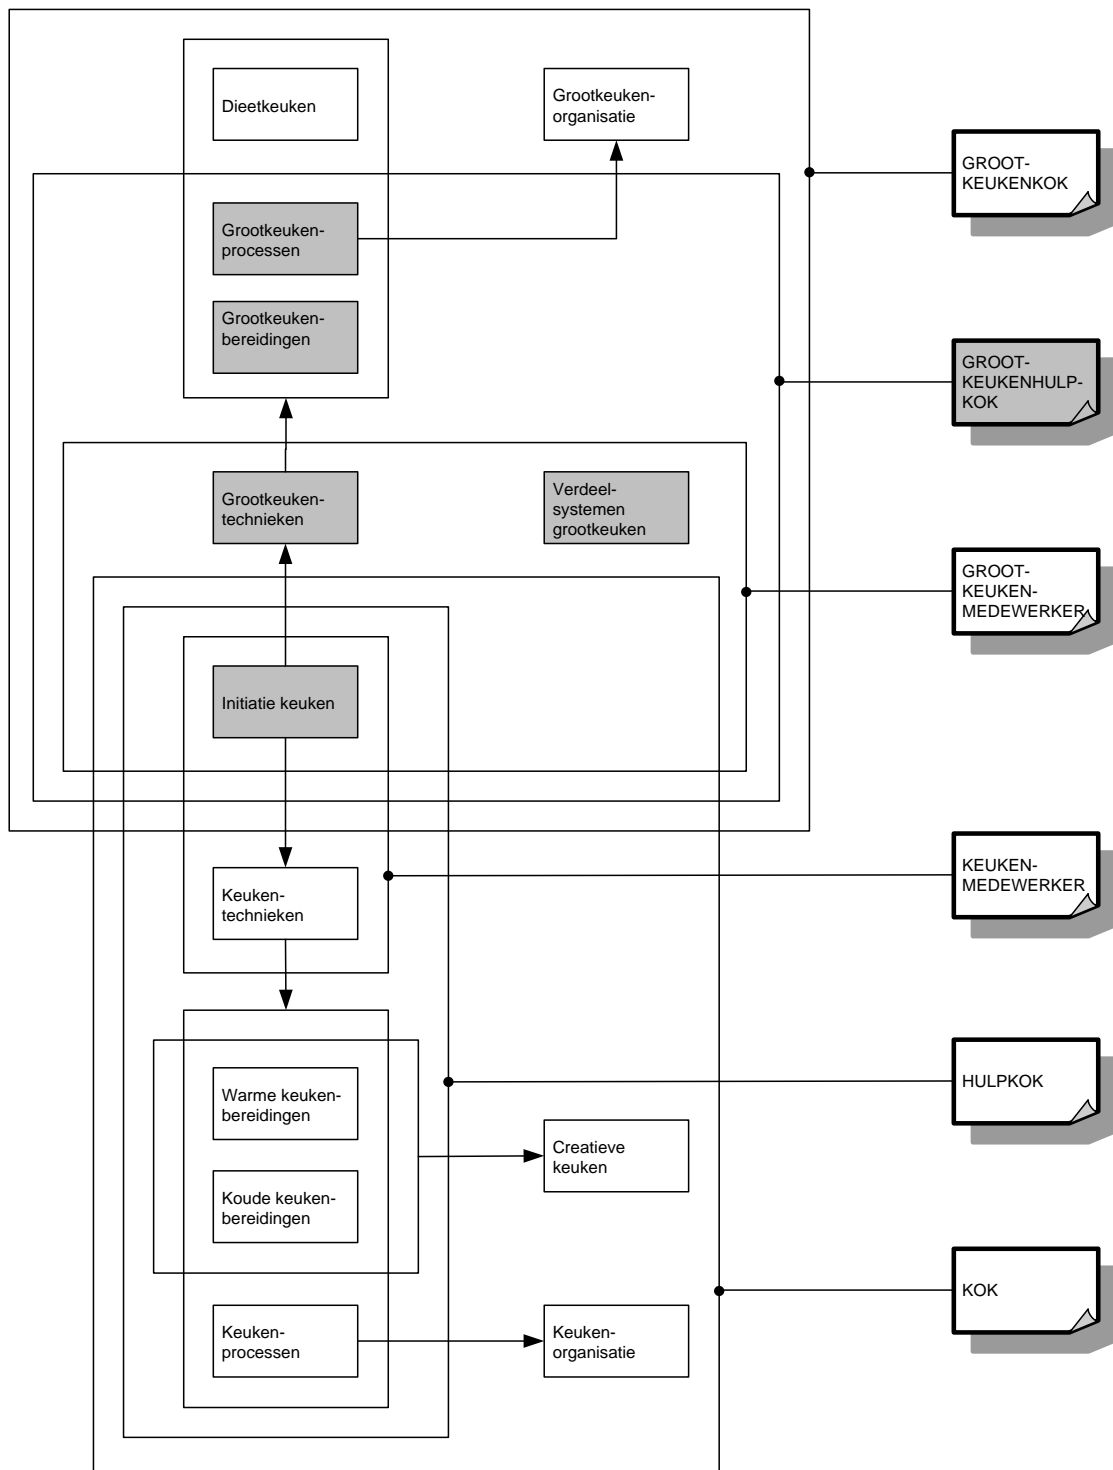 Dieetkeuken
Grootkeuken-
organisatie
GROOT-
KEUKENKOK
Grootkeuken-
processen
Grootkeuken-
bereidingen
GROOT-
KEUKENHULP-
KOK
Grootkeuken-
technieken
Verdeel-
systemen
grootkeuken
GROOT-
KEUKEN-
MEDEWERKER
Initiatie keuken
Keuken-
technieken
KEUKEN-
MEDEWERKER
Warme keuken-
bereidingen
HULPKOK
Creatieve
keuken
Koude keuken-
bereidingen
KOK
Keuken-
processen
Keuken-
organisatie